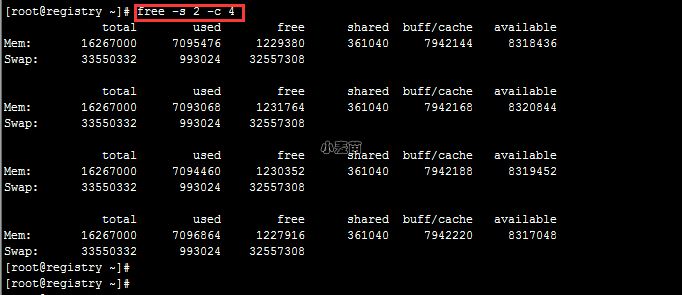 [root@registry ~]# free -s 2 -c 4
total used free shared buff/cache available
Mem: 16267000 7095476 1229380 361040 7942144 8318436
Swap: 33550332 993024 32557308
total used free shared buff/cache available
Mem: 16267000 7093068 1231764 361040 7942168 8320844
Swap: 33550332 993024 32557308
小麦苗
total used free shared buff/cache available
Mem: 16267000 7094460 1230352 361040 7942188 8319452
Swap: 33550332 993024 32557308
total used free shared buff/cache available
Mem: 16267000 7096864 1227916 361040 7942220 8317048
Swap: 33550332 993024 32557308
[root@registry ~]#
[root@registry ~]#